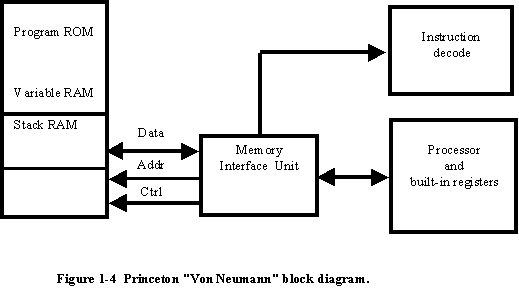 Program ROM
Variable RAM
Stack RAM
Data
Addr
Ctrl
Memory
Interface Unit
Instruction
decode
Processor
and
built-in registers
Figure 1-4 Princeton "Von Neumann" block diagram.